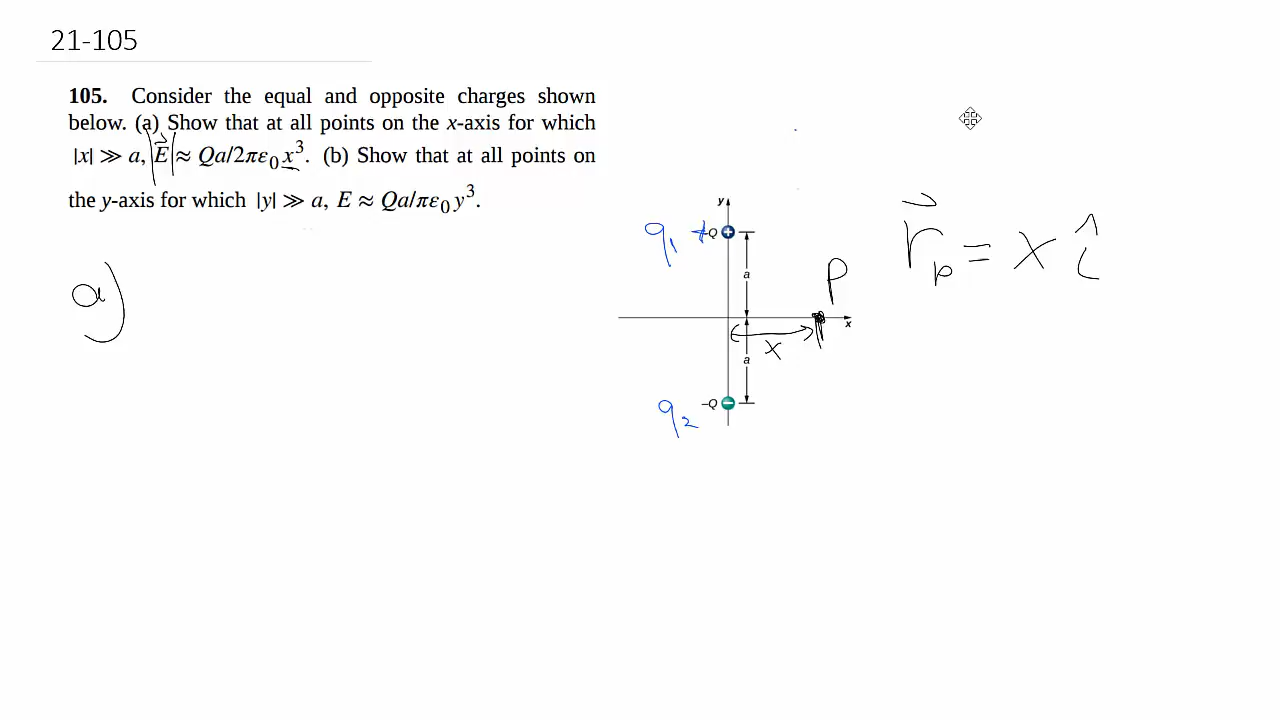 21-105
105. Consider the equal and opposite charges shown
below. (a) Show that at all points on the x-axis for which
|x| ≫ a, |E⃗| ≈ Qa/2πε₀x³. (b) Show that at all points on
the y-axis for which |y| ≫ a, E ≈ Qa/πε₀y³.
a)
y
q₁ +Q
a
P
x
x
a
q₂ −Q
r⃗ₚ = x î